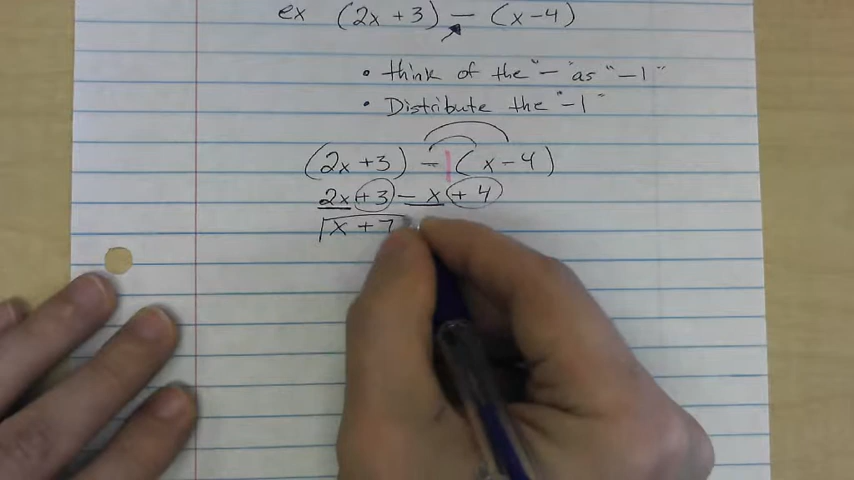 ex (2x + 3) — (x - 4)
• think of the "—" as "-1"
• Distribute the "-1"
(2x + 3) - 1 (x - 4)
2x + 3 - x + 4
x + 7